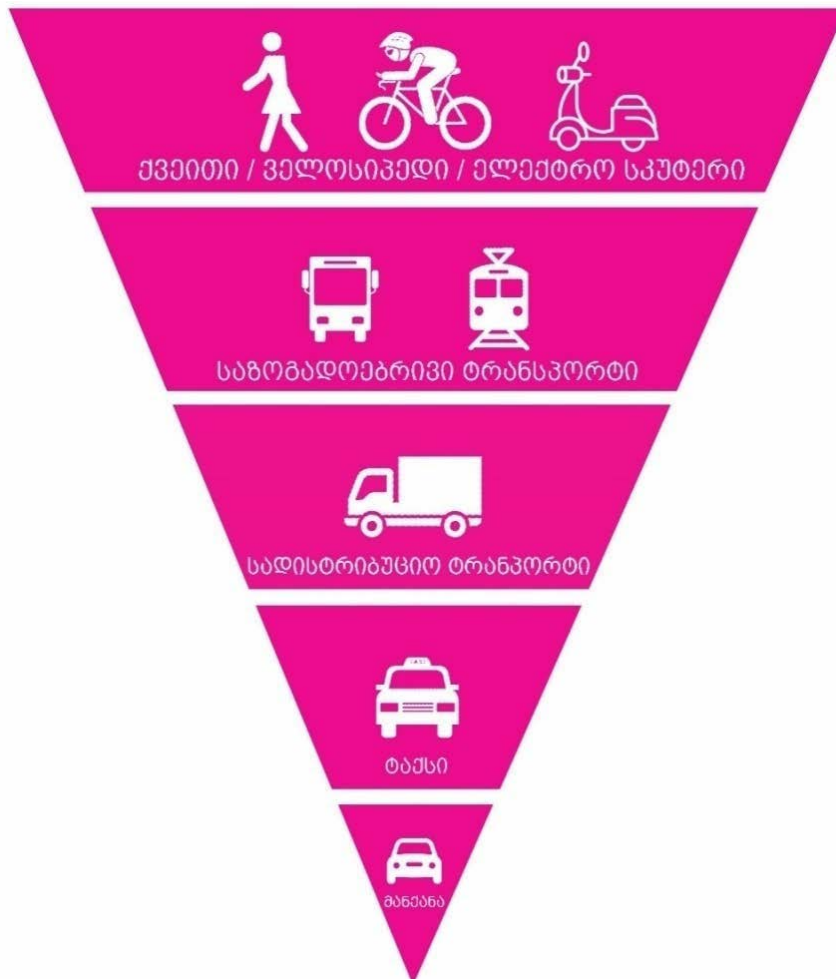 ქვეითი / ველოსიპედი / ელექტრო სკუტერი
საზოგადოებრივი ტრანსპორტი
სადისტრიბუციო ტრანპორტი
ტაქსი
მანქანა